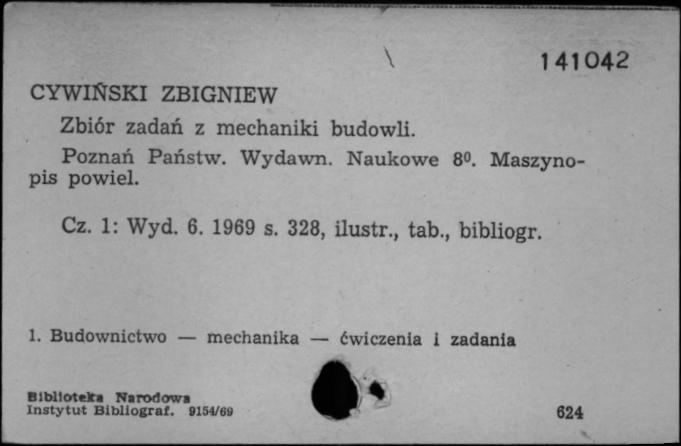 141042
CYWIŃSKI ZBIGNIEW
Zbiór zadań z mechaniki budowli.
Poznań Państw. Wydawn. Naukowe 8⁰. Maszyno-
pis powiel.
Cz. 1: Wyd. 6. 1969 s. 328, ilustr., tab., bibliogr.
1. Budownictwo — mechanika — ćwiczenia i zadania
Biblioteka Narodowa
Instytut Bibliograf. 9154/69
624